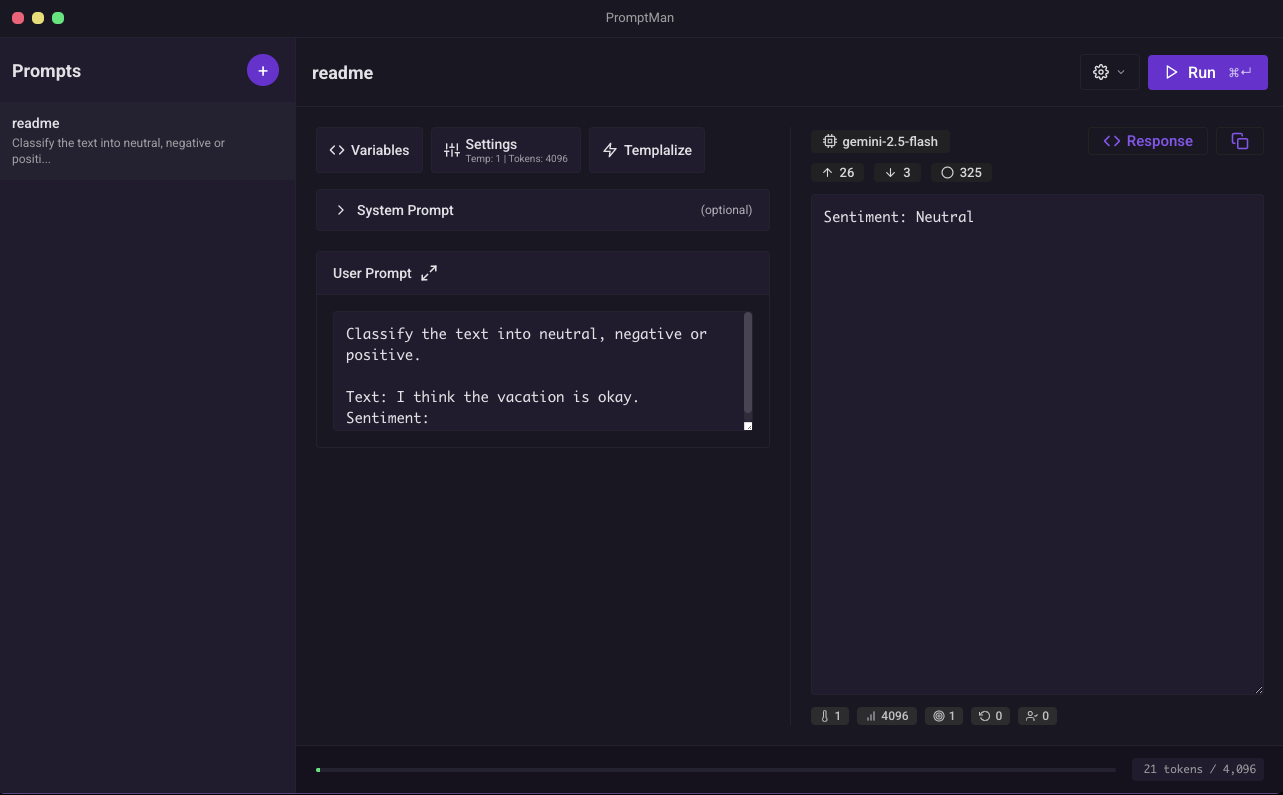 PromptMan
Prompts
+
readme
Classify the text into neutral, negative or
positi...
readme
Run ⌘↵
Variables
Settings
Temp: 1 | Tokens: 4096
Templalize
System Prompt
(optional)
User Prompt
Classify the text into neutral, negative or
positive.
Text: I think the vacation is okay.
Sentiment:
gemini-2.5-flash
Response
26
3
325
Sentiment: Neutral
1
4096
1
0
0
21 tokens / 4,096